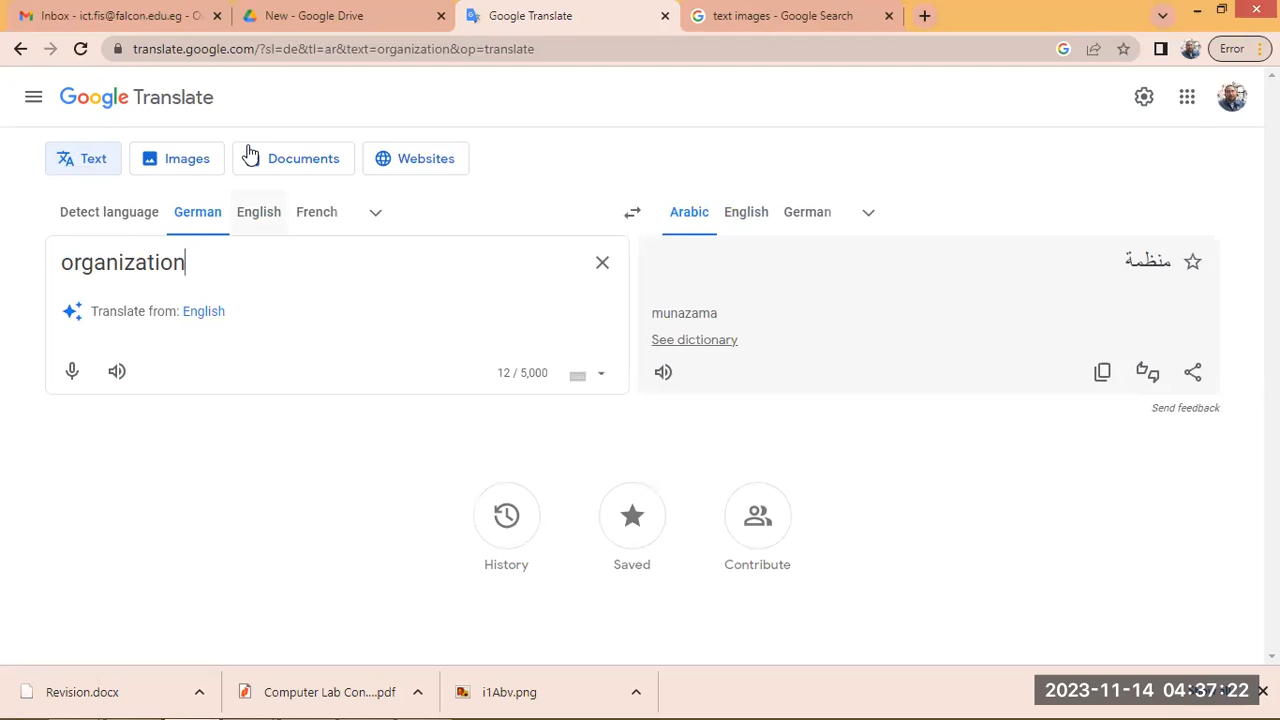 Inbox - ict.fis@falcon.edu.eg - C
New - Google Drive
Google Translate
text images - Google Search
translate.google.com/?sl=de&tl=ar&text=organization&op=translate
Error
Google Translate
Text
Images
Documents
Websites
Detect language
German
English
French
Arabic
English
German
organization
منظمة
Translate from: English
munazama
See dictionary
12 / 5,000
Send feedback
History
Saved
Contribute
Revision.docx
Computer Lab Con....pdf
i1Abv.png
2023-11-14 04:37:22